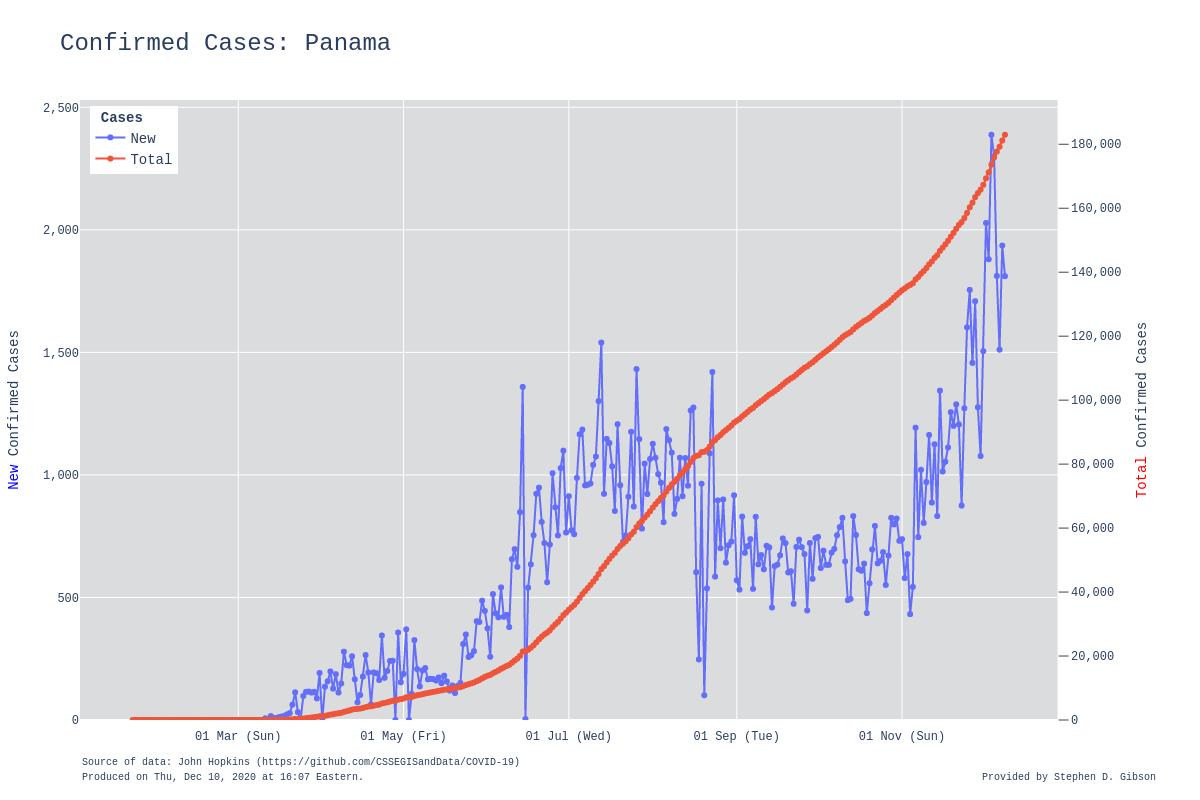 Confirmed Cases: Panama
Cases
New
Total
2,500
2,000
1,500
1,000
500
0
180,000
160,000
140,000
120,000
100,000
80,000
60,000
40,000
20,000
0
New Confirmed Cases
Total Confirmed Cases
01 Mar (Sun)
01 May (Fri)
01 Jul (Wed)
01 Sep (Tue)
01 Nov (Sun)
Source of data: John Hopkins (https://github.com/CSSEGISandData/COVID-19)
Produced on Thu, Dec 10, 2020 at 16:07 Eastern.
Provided by Stephen D. Gibson